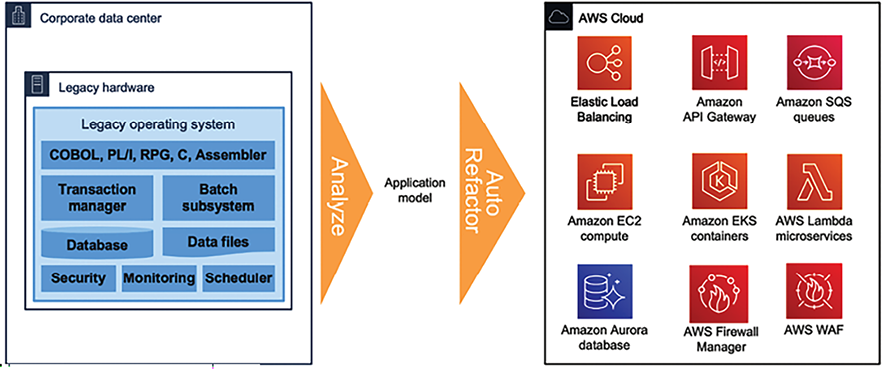 Corporate data center
Legacy hardware
Legacy operating system
COBOL, PL/I, RPG, C, Assembler
Transaction
manager
Batch
subsystem
Database
Data files
Security
Monitoring
Scheduler
Analyze
Application
model
Auto
Refactor
AWS Cloud
Elastic Load
Balancing
Amazon
API Gateway
Amazon SQS
queues
Amazon EC2
compute
Amazon EKS
containers
AWS Lambda
microservices
Amazon Aurora
database
AWS Firewall
Manager
AWS WAF